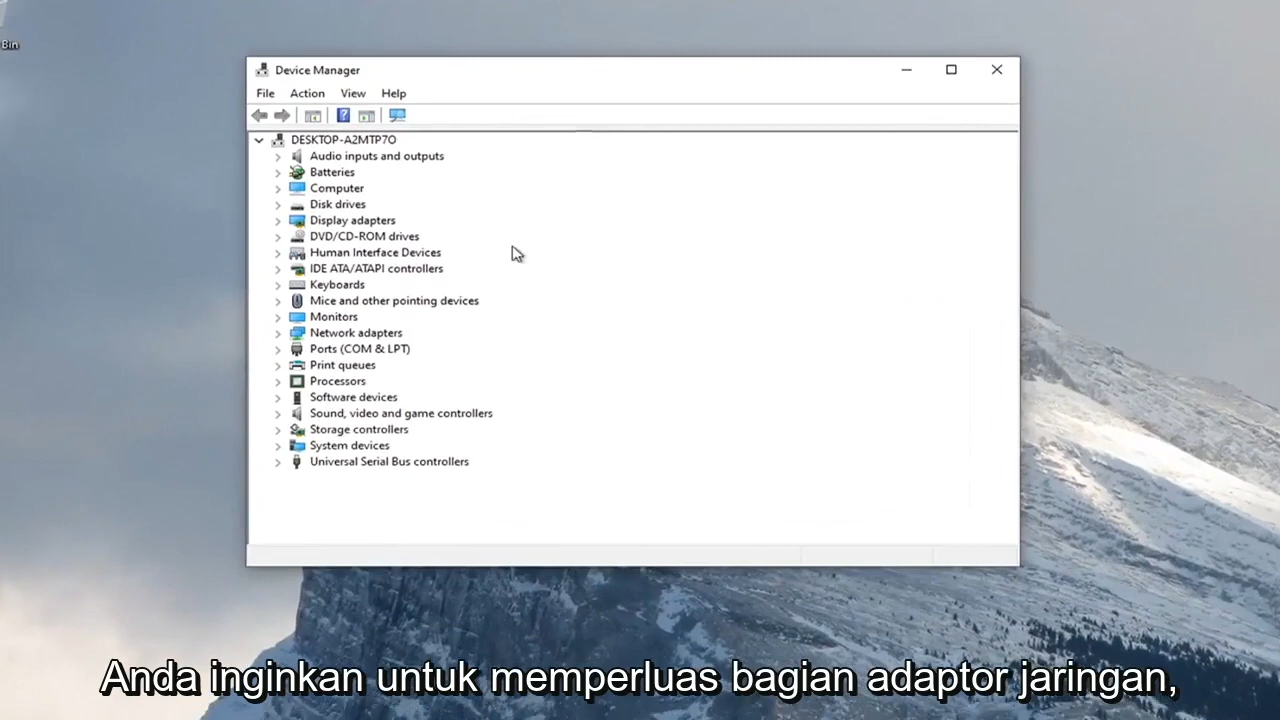 Bin
Device Manager
File Action View Help
DESKTOP-A2MTP7O
Audio inputs and outputs
Batteries
Computer
Disk drives
Display adapters
DVD/CD-ROM drives
Human Interface Devices
IDE ATA/ATAPI controllers
Keyboards
Mice and other pointing devices
Monitors
Network adapters
Ports (COM & LPT)
Print queues
Processors
Software devices
Sound, video and game controllers
Storage controllers
System devices
Universal Serial Bus controllers
Anda inginkan untuk memperluas bagian adaptor jaringan,